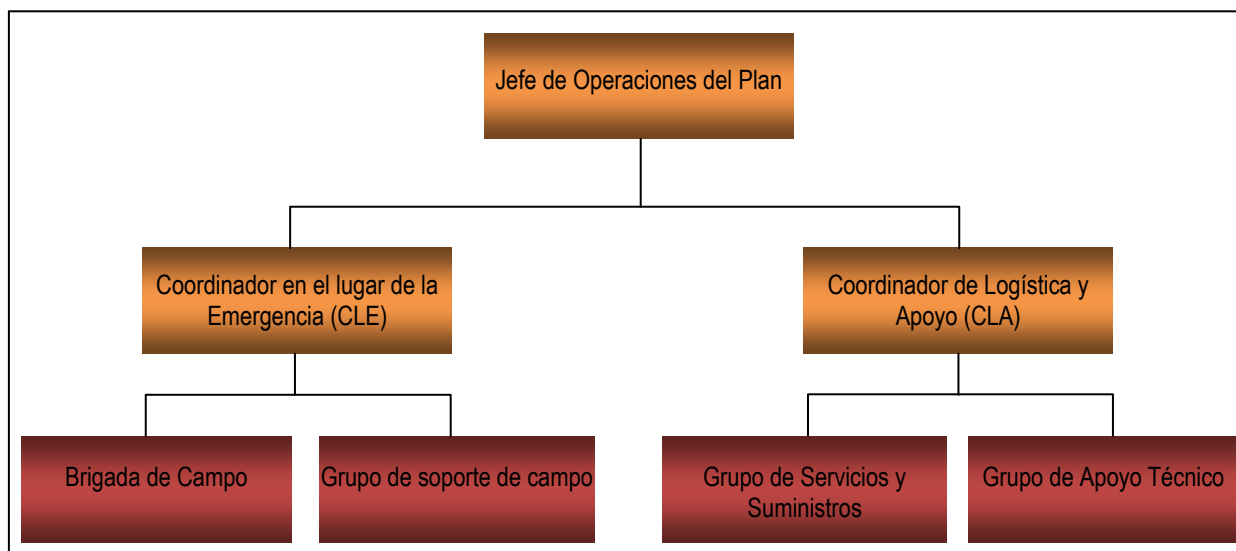 Jefe de Operaciones del Plan
Coordinador en el lugar de la
Emergencia (CLE)
Coordinador de Logística y
Apoyo (CLA)
Brigada de Campo
Grupo de soporte de campo
Grupo de Servicios y
Suministros
Grupo de Apoyo Técnico